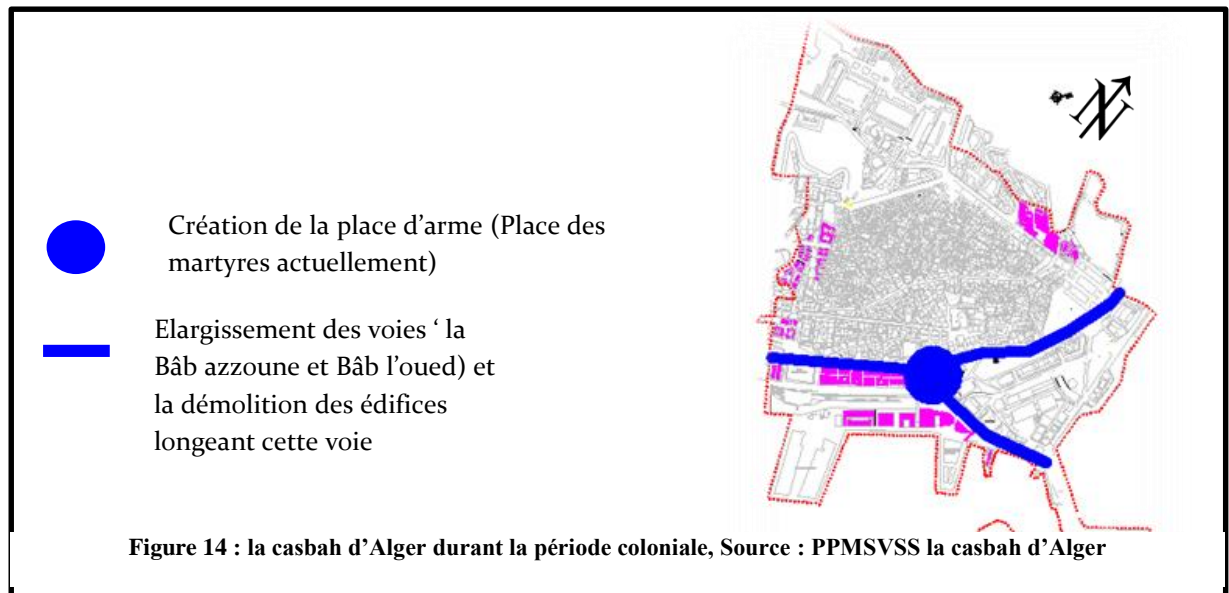 Création de la place d’arme (Place des
martyres actuellement)
Elargissement des voies ‘ la
Bâb azzoune et Bâb l’oued) et
la démolition des édifices
longeant cette voie
N
Figure 14 : la casbah d’Alger durant la période coloniale, Source : PPMSVSS la casbah d’Alger